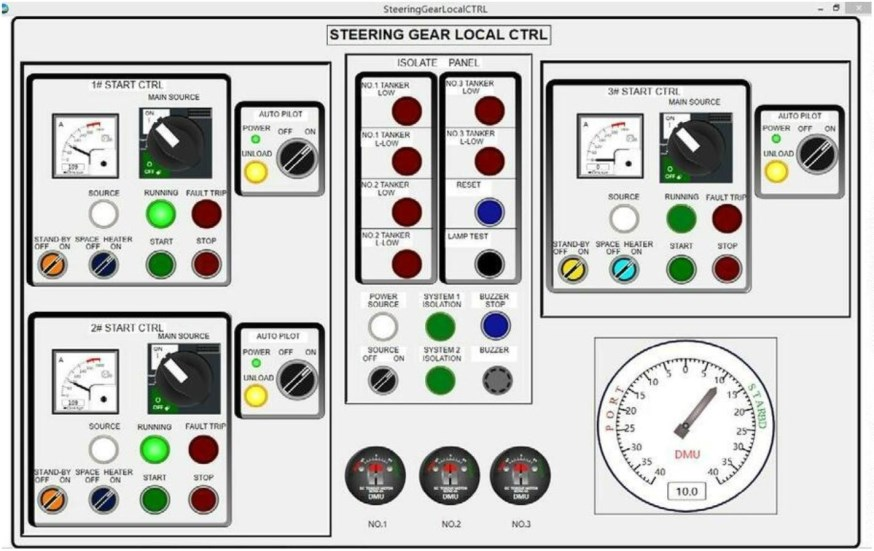 SteeringGearLocalCTRL
STEERING GEAR LOCAL CTRL
1# START CTRL
MAIN SOURCE
ON
OFF
A
109
SOURCE
RUNNING
FAULT TRIP
STAND-BY
OFF ON
SPACE HEATER
OFF ON
START
STOP
AUTO PILOT
POWER OFF ON
UNLOAD
2# START CTRL
MAIN SOURCE
ON
OFF
A
109
SOURCE
RUNNING
FAULT TRIP
STAND-BY
OFF ON
SPACE HEATER
OFF ON
START
STOP
AUTO PILOT
POWER OFF ON
UNLOAD
ISOLATE PANEL
NO.1 TANKER
LOW
NO.3 TANKER
LOW
NO.1 TANKER
L-LOW
NO.3 TANKER
L-LOW
NO.2 TANKER
LOW
RESET
NO.2 TANKER
L-LOW
LAMP TEST
POWER
SOURCE
SYSTEM 1
ISOLATION
BUZZER
STOP
SOURCE
OFF ON
SYSTEM 2
ISOLATION
BUZZER
DMU
DMU
DMU
NO.1
NO.2
NO.3
3# START CTRL
MAIN SOURCE
ON
OFF
A
0
SOURCE
RUNNING
FAULT TRIP
STAND-BY
OFF ON
SPACE HEATER
OFF ON
START
STOP
AUTO PILOT
POWER OFF ON
UNLOAD
PORT
STARBD
40 35 30 25 20 15 10 5 0 5 10 15 20 25 30 35 40
DMU
10.0